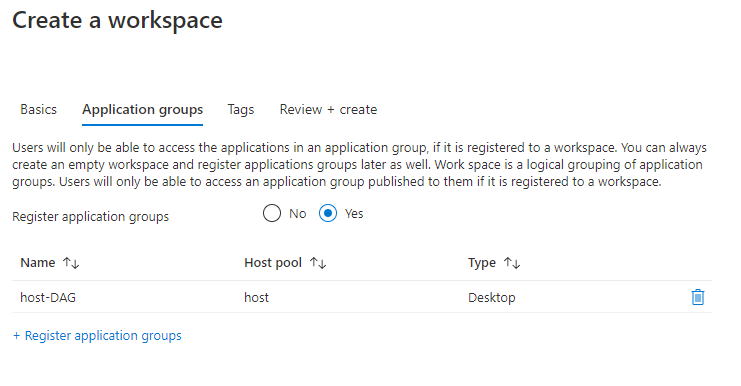 Create a workspace
Basics Application groups Tags Review + create
Users will only be able to access the applications in an application group, if it is registered to a workspace. You can always
create an empty workspace and register applications groups later as well. Work space is a logical grouping of application
groups. Users will only be able to access an application group published to them if it is registered to a workspace.
Register application groups No Yes
Name ↑↓ Host pool ↑↓ Type ↑↓
host-DAG host Desktop
+ Register application groups